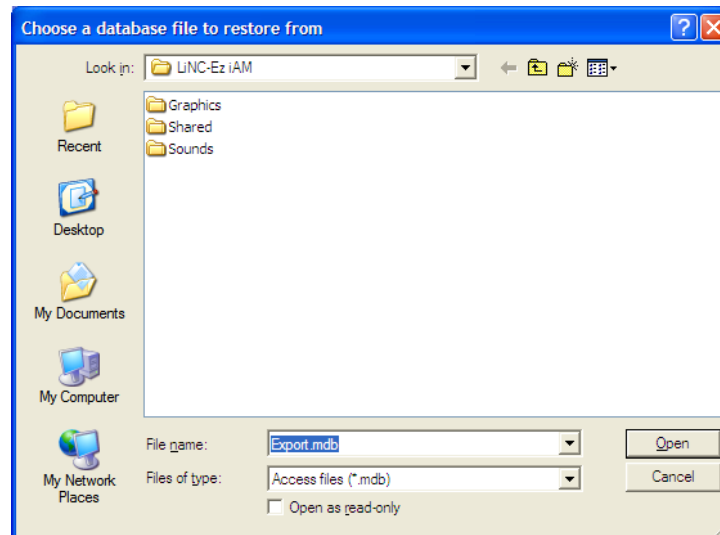 Choose a database file to restore from
Look in:
LiNC-Ez iAM
Graphics
Shared
Sounds
Recent
Desktop
My Documents
My Computer
My Network
Places
File name:
Export.mdb
Open
Files of type:
Access files (*.mdb)
Cancel
Open as read-only